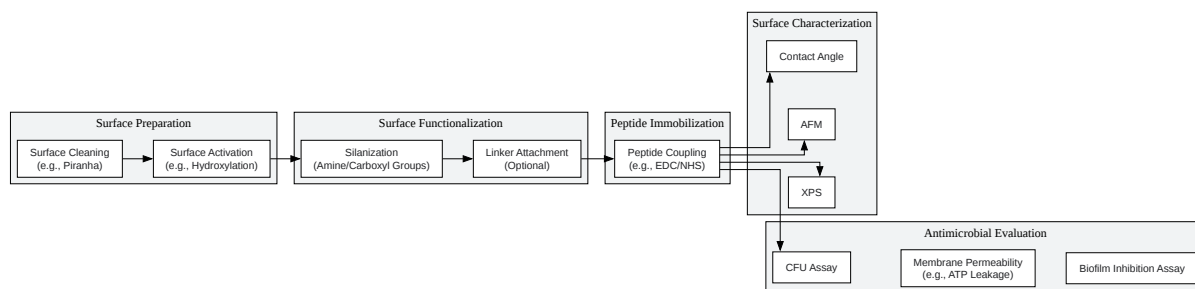 Surface Preparation
Surface Cleaning
(e.g., Piranha)
Surface Activation
(e.g., Hydroxylation)
Surface Functionalization
Silanization
(Amine/Carboxyl Groups)
Linker Attachment
(Optional)
Peptide Immobilization
Peptide Coupling
(e.g., EDC/NHS)
Surface Characterization
Contact Angle
AFM
XPS
Antimicrobial Evaluation
CFU Assay
Membrane Permeability
(e.g., ATP Leakage)
Biofilm Inhibition Assay